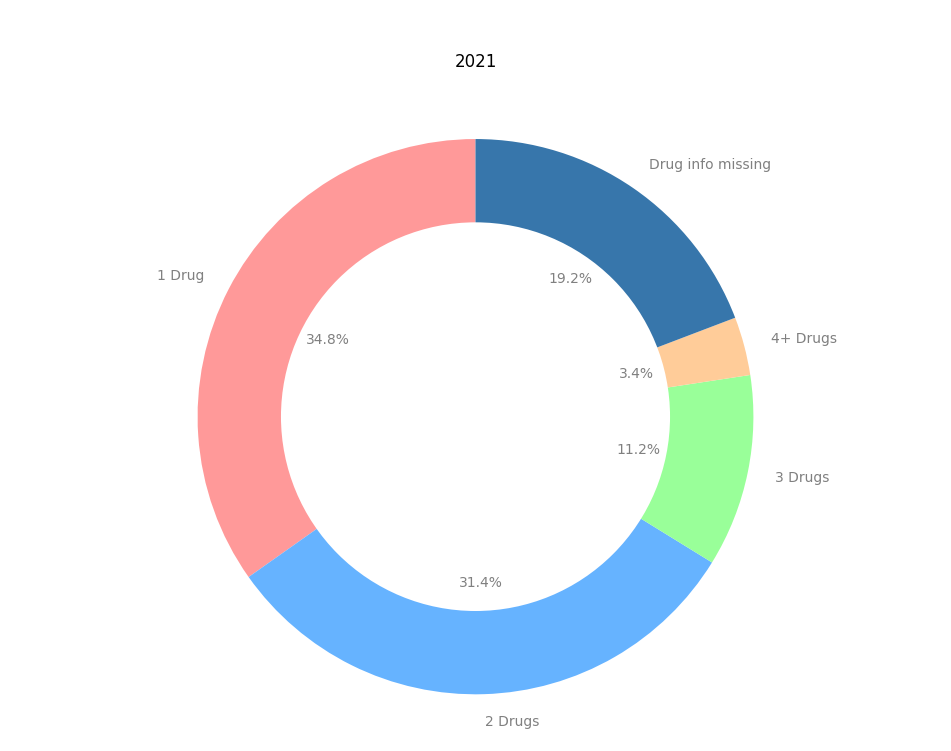 2021
Drug info missing
1 Drug
19.2%
34.8%
4+ Drugs
3.4%
11.2%
3 Drugs
31.4%
2 Drugs